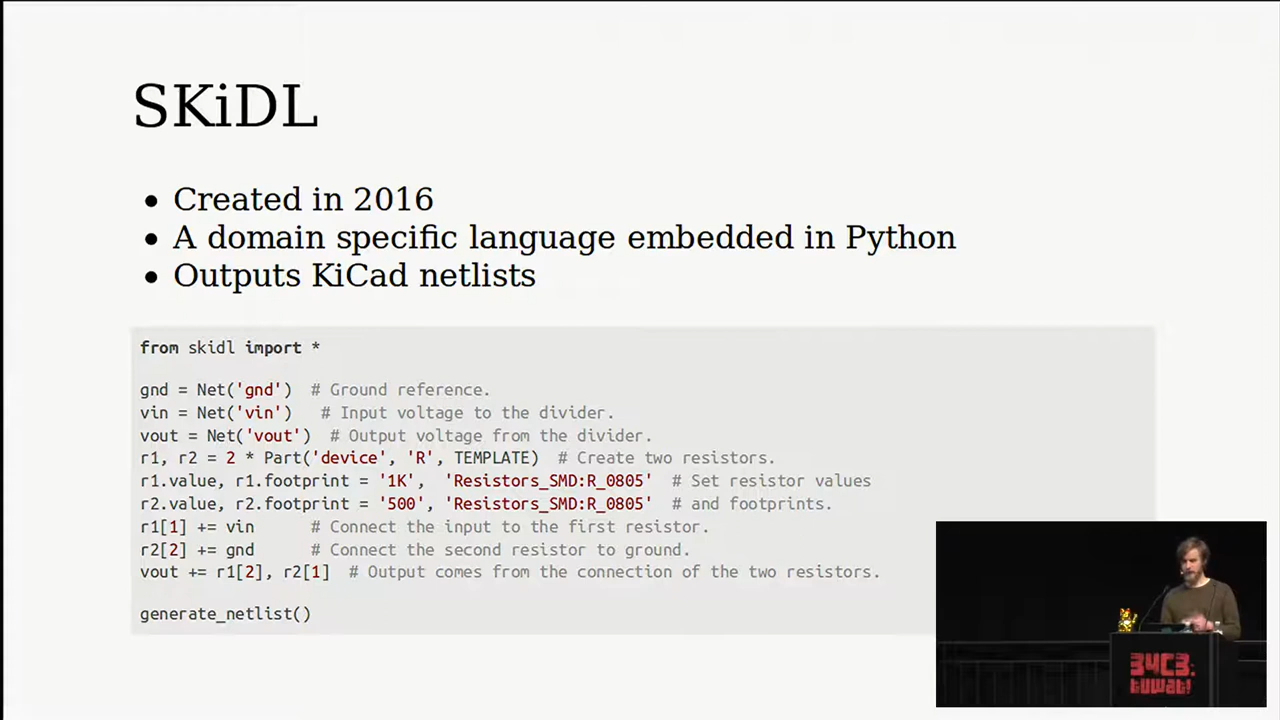 SKiDL
• Created in 2016
• A domain specific language embedded in Python
• Outputs KiCad netlists
from skidl import *
gnd = Net('gnd')  # Ground reference.
vin = Net('vin')   # Input voltage to the divider.
vout = Net('vout')  # Output voltage from the divider.
r1, r2 = 2 * Part('device', 'R', TEMPLATE)  # Create two resistors.
r1.value, r1.footprint = '1K',  'Resistors_SMD:R_0805'  # Set resistor values
r2.value, r2.footprint = '500', 'Resistors_SMD:R_0805'  # and footprints.
r1[1] += vin      # Connect the input to the first resistor.
r2[2] += gnd      # Connect the second resistor to ground.
vout += r1[2], r2[1]  # Output comes from the connection of the two resistors.
generate_netlist()
34C3:
tuwat!